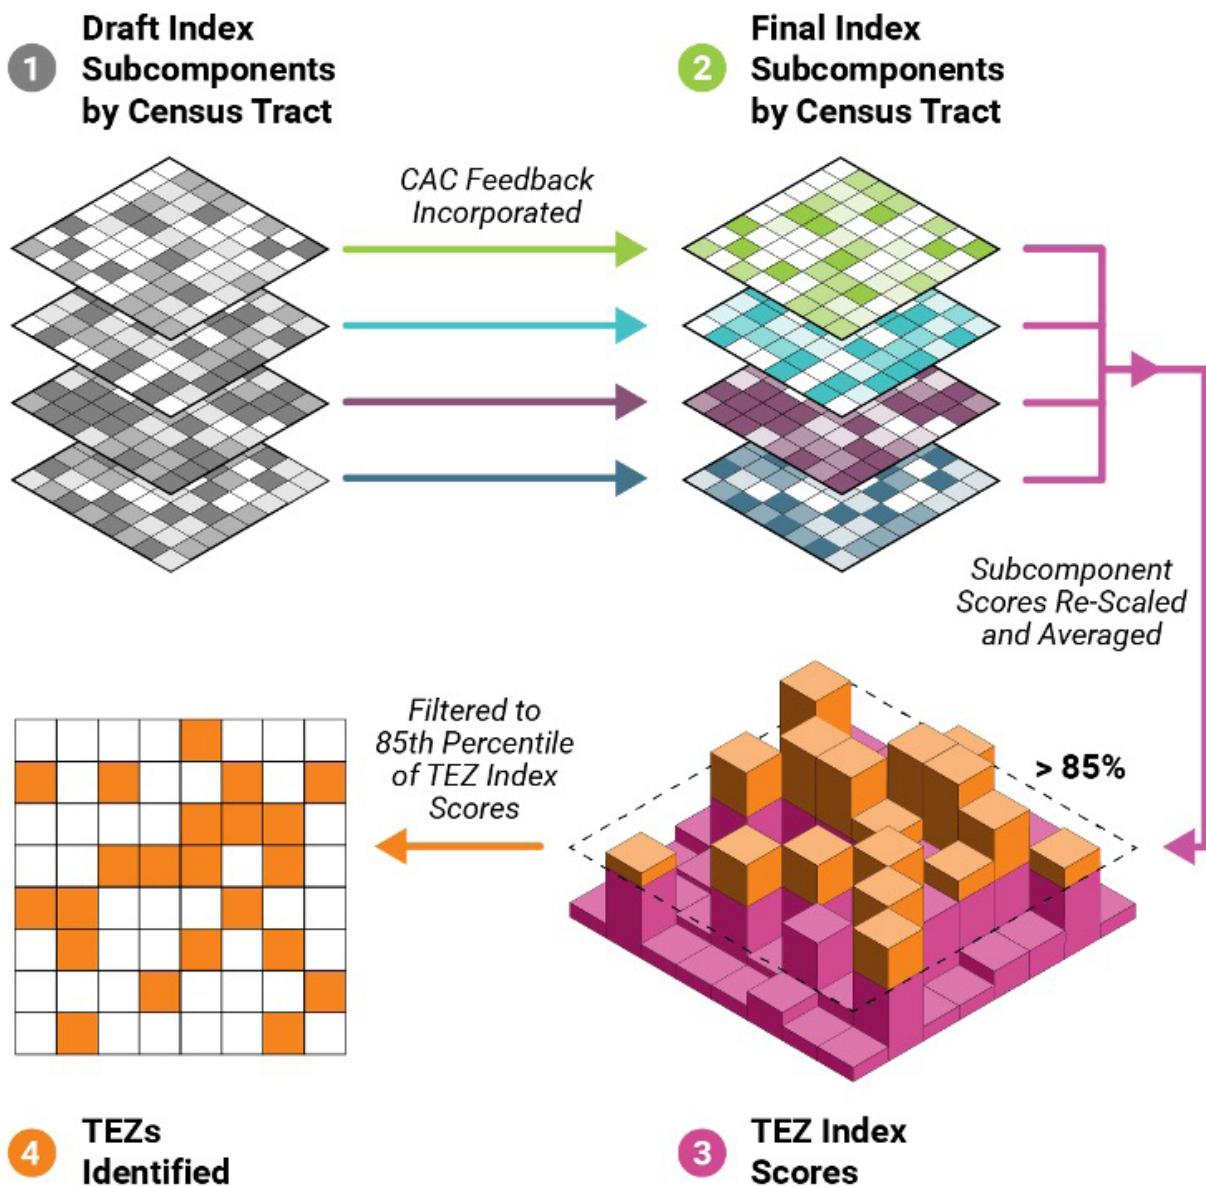 1
Draft Index
Subcomponents
by Census Tract
2
Final Index
Subcomponents
by Census Tract
CAC Feedback
Incorporated
Subcomponent
Scores Re-Scaled
and Averaged
Filtered to
85th Percentile
of TEZ Index
Scores
> 85%
4
TEZs
Identified
3
TEZ Index
Scores